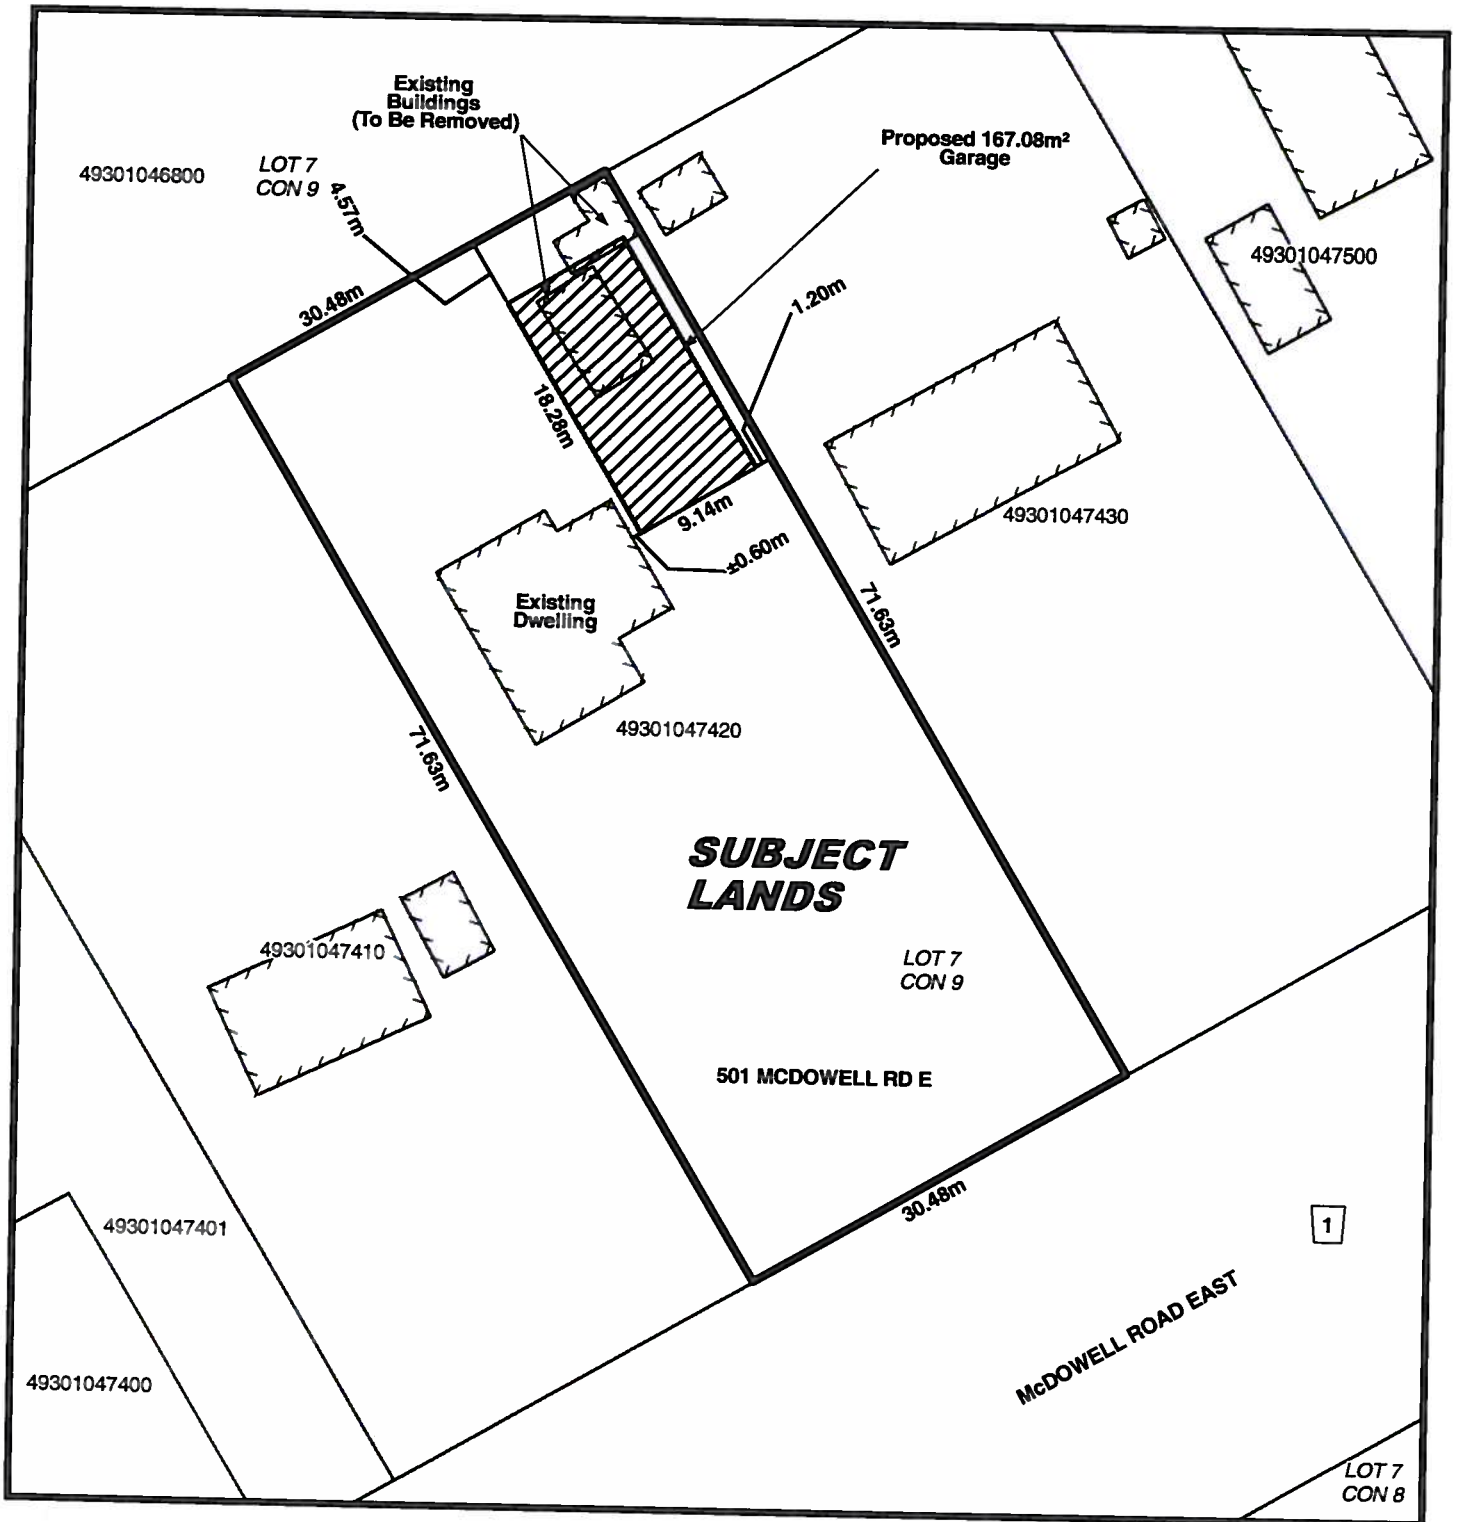 Existing
Buildings
(To Be Removed)
Proposed 167.08m²
Garage
49301046800
LOT 7
CON 9
4.57m
30.48m
1.20m
49301047500
18.28m
9.14m
49301047430
±0.60m
Existing
Dwelling
71.63m
49301047420
71.63m
SUBJECT
LANDS
49301047410
LOT 7
CON 9
501 MCDOWELL RD E
30.48m
49301047401
1
McDOWELL ROAD EAST
49301047400
LOT 7
CON 8